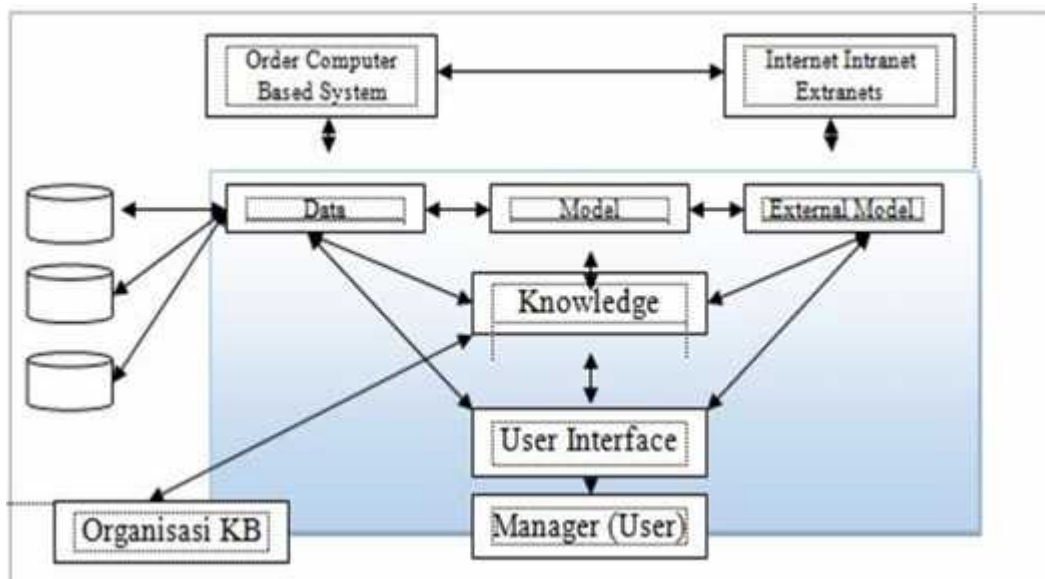 Order Computer
Based System
Internet Intranet
Extranets
Data
Model
External Model
Knowledge
User Interface
Organisasi KB
Manager (User)